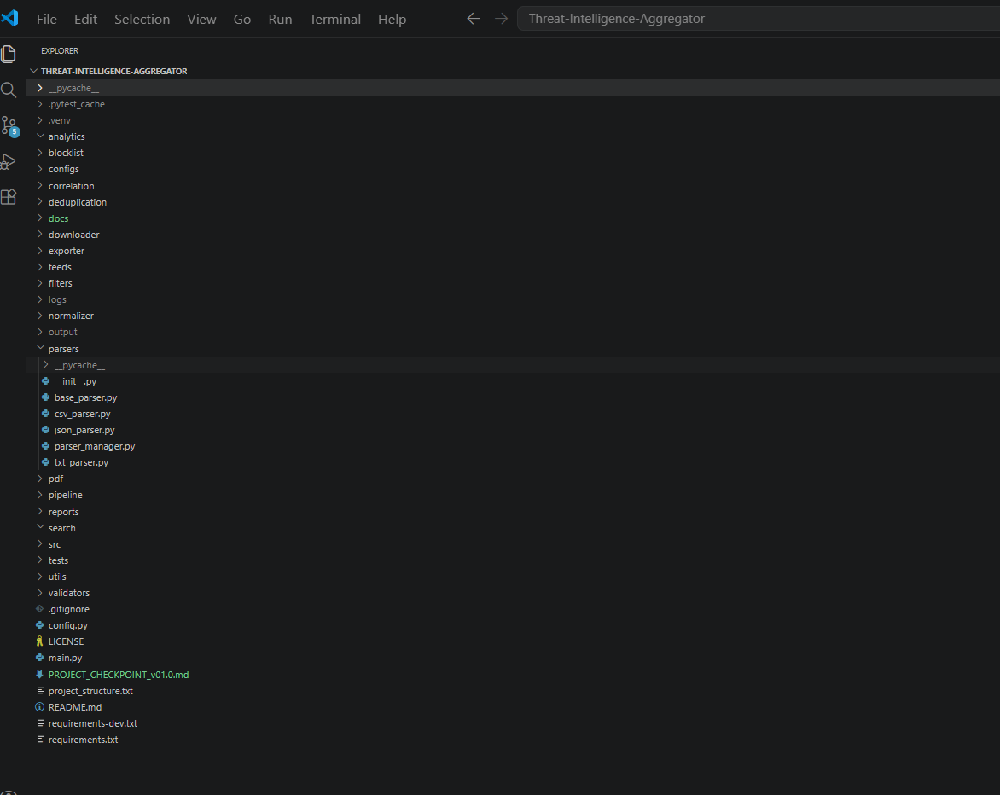 File Edit Selection View Go Run Terminal Help Threat-Intelligence-Aggregator
EXPLORER
THREAT-INTELLIGENCE-AGGREGATOR
__pycache__
.pytest_cache
.venv
5
analytics
blocklist
configs
correlation
deduplication
docs
downloader
exporter
feeds
filters
logs
normalizer
output
parsers
__pycache__
__init__.py
base_parser.py
csv_parser.py
json_parser.py
parser_manager.py
txt_parser.py
pdf
pipeline
reports
search
src
tests
utils
validators
.gitignore
config.py
LICENSE
main.py
PROJECT_CHECKPOINT_v01.0.md
project_structure.txt
README.md
requirements-dev.txt
requirements.txt